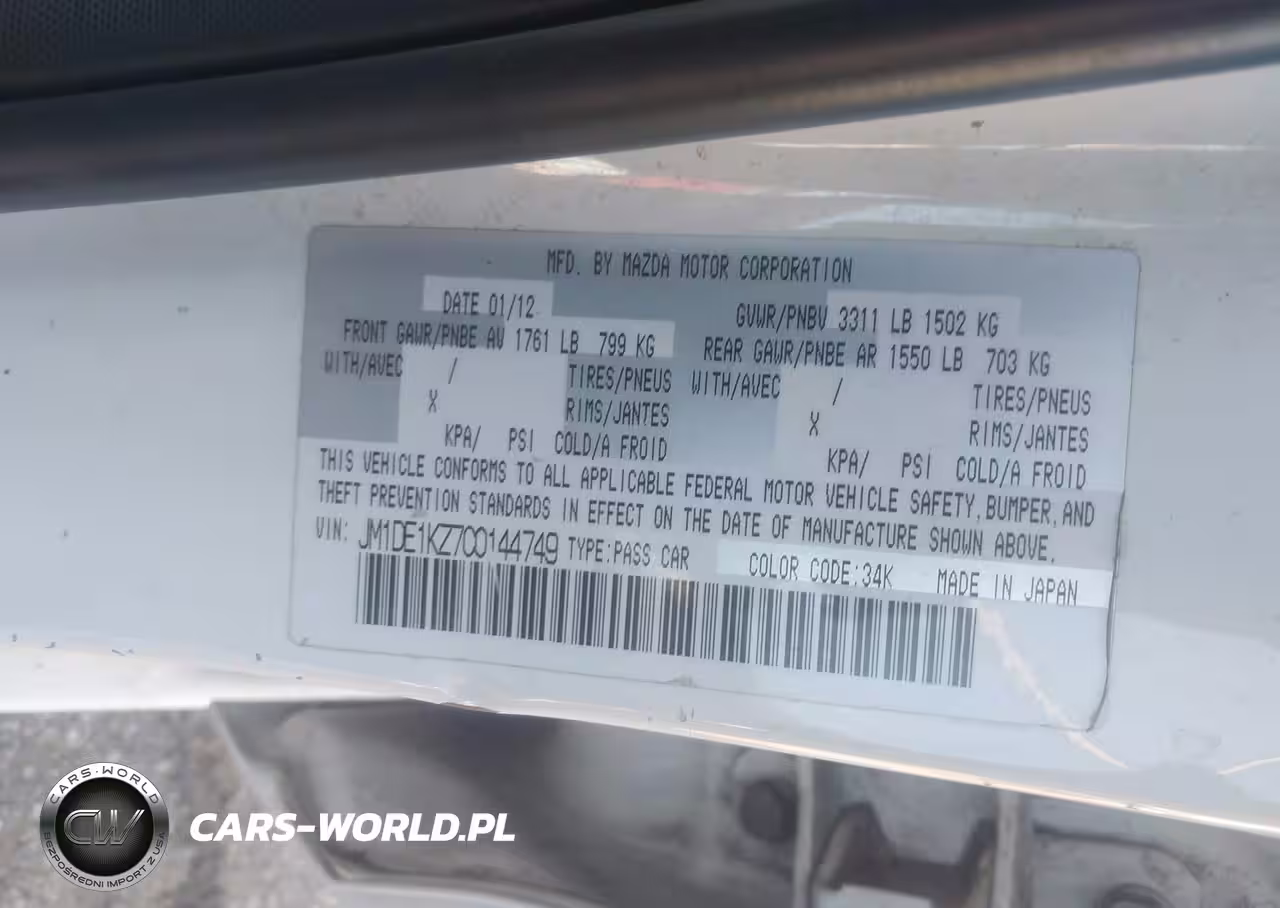 MFD. BY MAZDA MOTOR CORPORATION
DATE 01/12
GVWR/PNBV 3311 LB 1502 KG
FRONT GAWR/PNBE AV 1761 LB 799 KG
REAR GAWR/PNBE AR 1550 LB 703 KG
WITH/AVEC / TIRES/PNEUS
WITH/AVEC / TIRES/PNEUS
X RIMS/JANTES
X RIMS/JANTES
KPA/ PSI COLD/A FROID
KPA/ PSI COLD/A FROID
THIS VEHICLE CONFORMS TO ALL APPLICABLE FEDERAL MOTOR VEHICLE SAFETY, BUMPER, AND
THEFT PREVENTION STANDARDS IN EFFECT ON THE DATE OF MANUFACTURE SHOWN ABOVE.
VIN: JM1DE1KZ7C0144749 TYPE:PASS CAR COLOR CODE:34K MADE IN JAPAN
CARS-WORLD
CW
BEZPOŚREDNI IMPORT Z USA
CARS-WORLD.PL